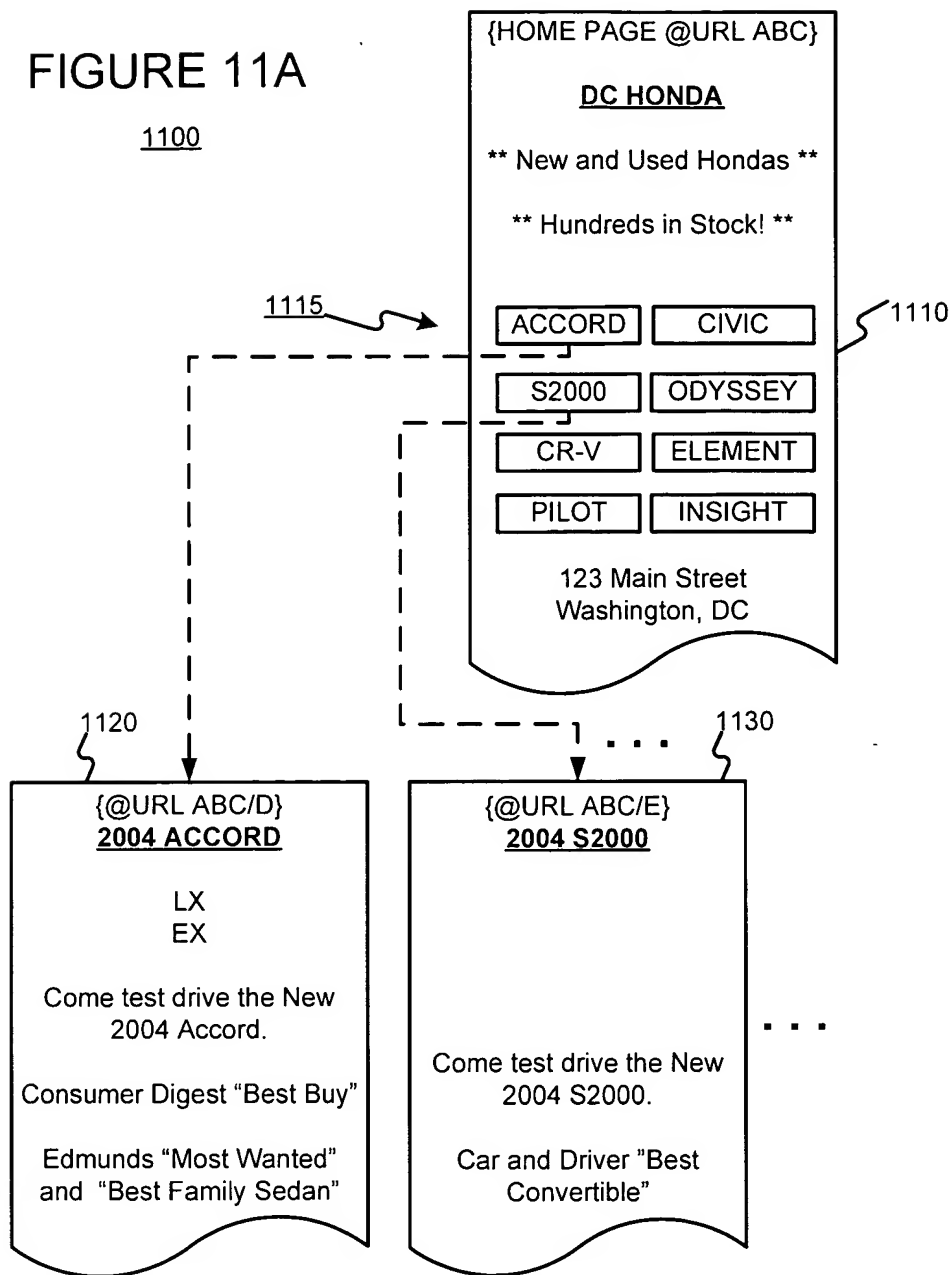 FIGURE 11A
1100
{HOME PAGE @URL ABC}
DC HONDA
** New and Used Hondas **
** Hundreds in Stock! **
1115
1110
ACCORD CIVIC
S2000 ODYSSEY
CR-V ELEMENT
PILOT INSIGHT
123 Main Street
Washington, DC
1120
{@URL ABC/D}
2004 ACCORD
LX
EX
Come test drive the New
2004 Accord.
Consumer Digest “Best Buy”
Edmunds “Most Wanted”
and “Best Family Sedan”
. . .
1130
{@URL ABC/E}
2004 S2000
Come test drive the New
2004 S2000.
Car and Driver ”Best
Convertible”
. . .